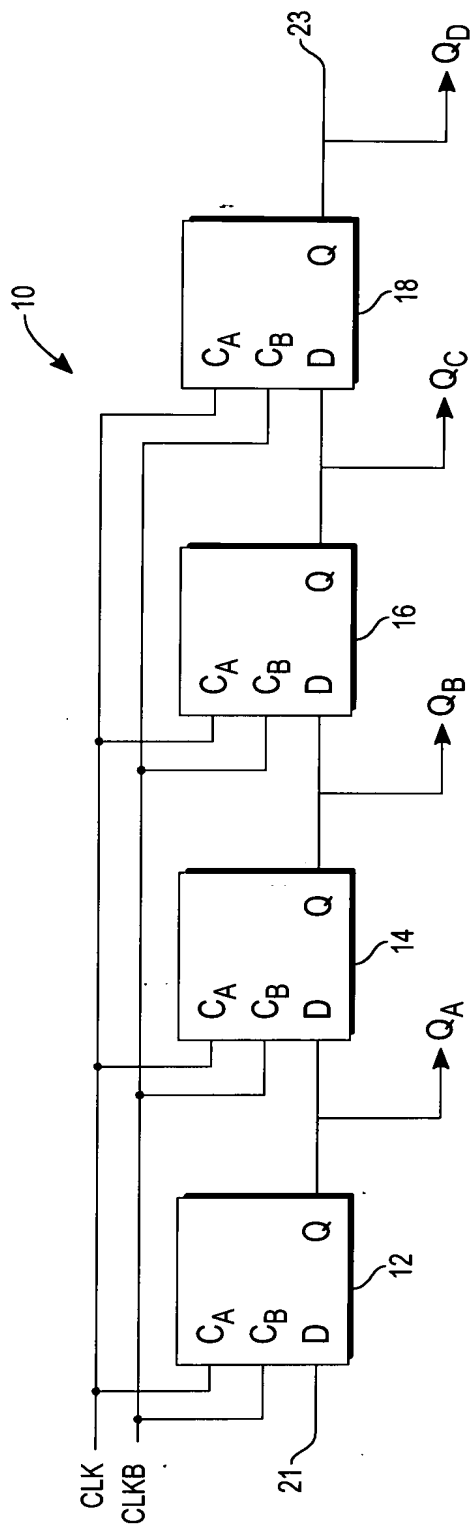 10
CLK
CLKB
C_A
C_B
D
Q
C_A
C_B
D
Q
C_A
C_B
D
Q
C_A
C_B
D
Q
21
12
14
16
18
23
Q_A
Q_B
Q_C
Q_D